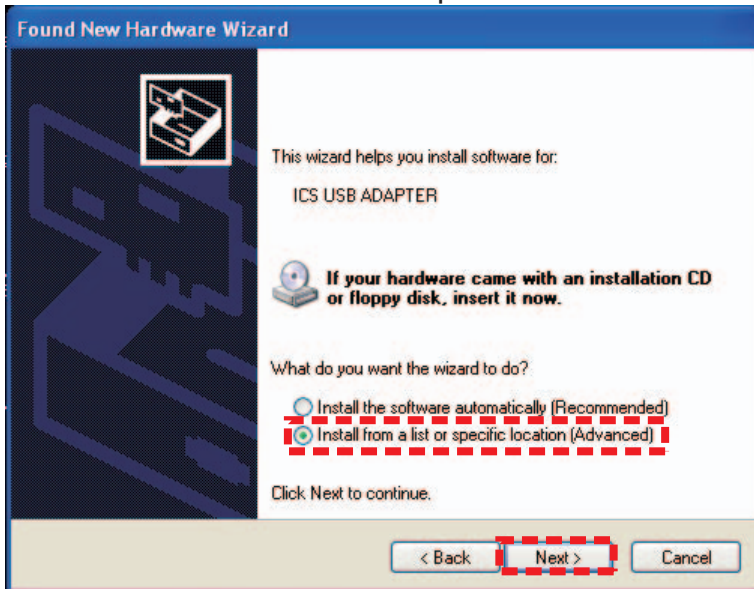 Found New Hardware Wizard
This wizard helps you install software for:
ICS USB ADAPTER
If your hardware came with an installation CD
or floppy disk, insert it now.
What do you want the wizard to do?
Install the software automatically (Recommended)
Install from a list or specific location (Advanced)
Click Next to continue.
< Back
Next >
Cancel